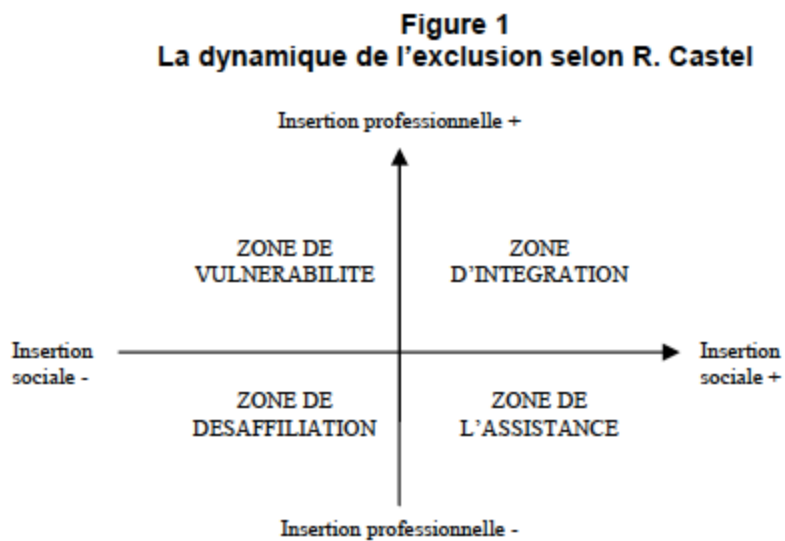 Figure 1
La dynamique de l'exclusion selon R. Castel
Insertion professionnelle +
ZONE DE
VULNERABILITE
ZONE
D'INTEGRATION
Insertion
sociale -
Insertion
sociale +
ZONE DE
DESAFFILIATION
ZONE DE
L'ASSISTANCE
Insertion professionnelle -